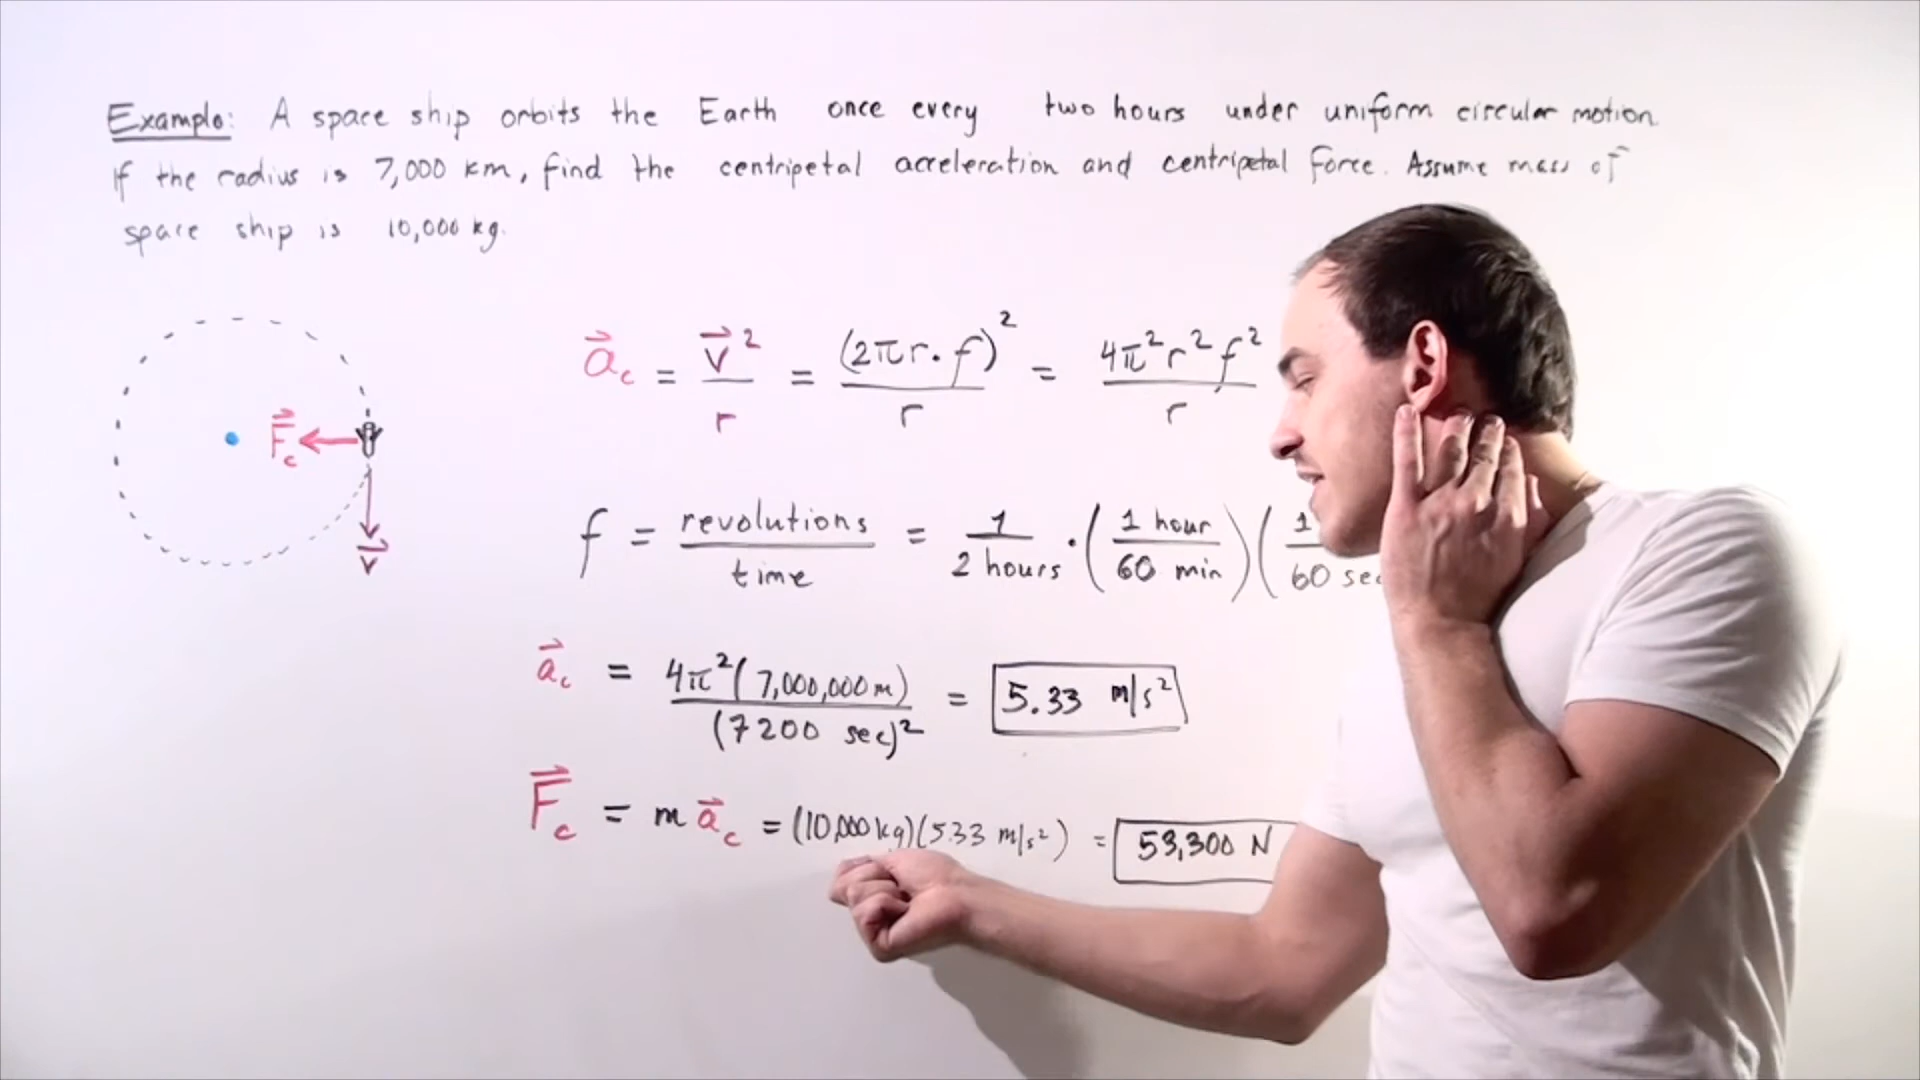 Example: A space ship orbits the Earth once every two hours under uniform circular motion.
If the radius is 7,000 km, find the centripetal acceleration and centripetal force. Assume mass of
space ship is 10,000 kg.
a⃗c = v⃗² / r = (2πr · f)² / r = 4π²r²f² / r
F⃗c
v⃗
f = revolutions / time = 1 / 2 hours · (1 hour / 60 min)(1 / 60 sec
a⃗c = 4π²(7,000,000 m) / (7200 sec)² = 5.33 m/s²
F⃗c = m a⃗c = (10,000 kg)(5.33 m/s²) = 53,300 N